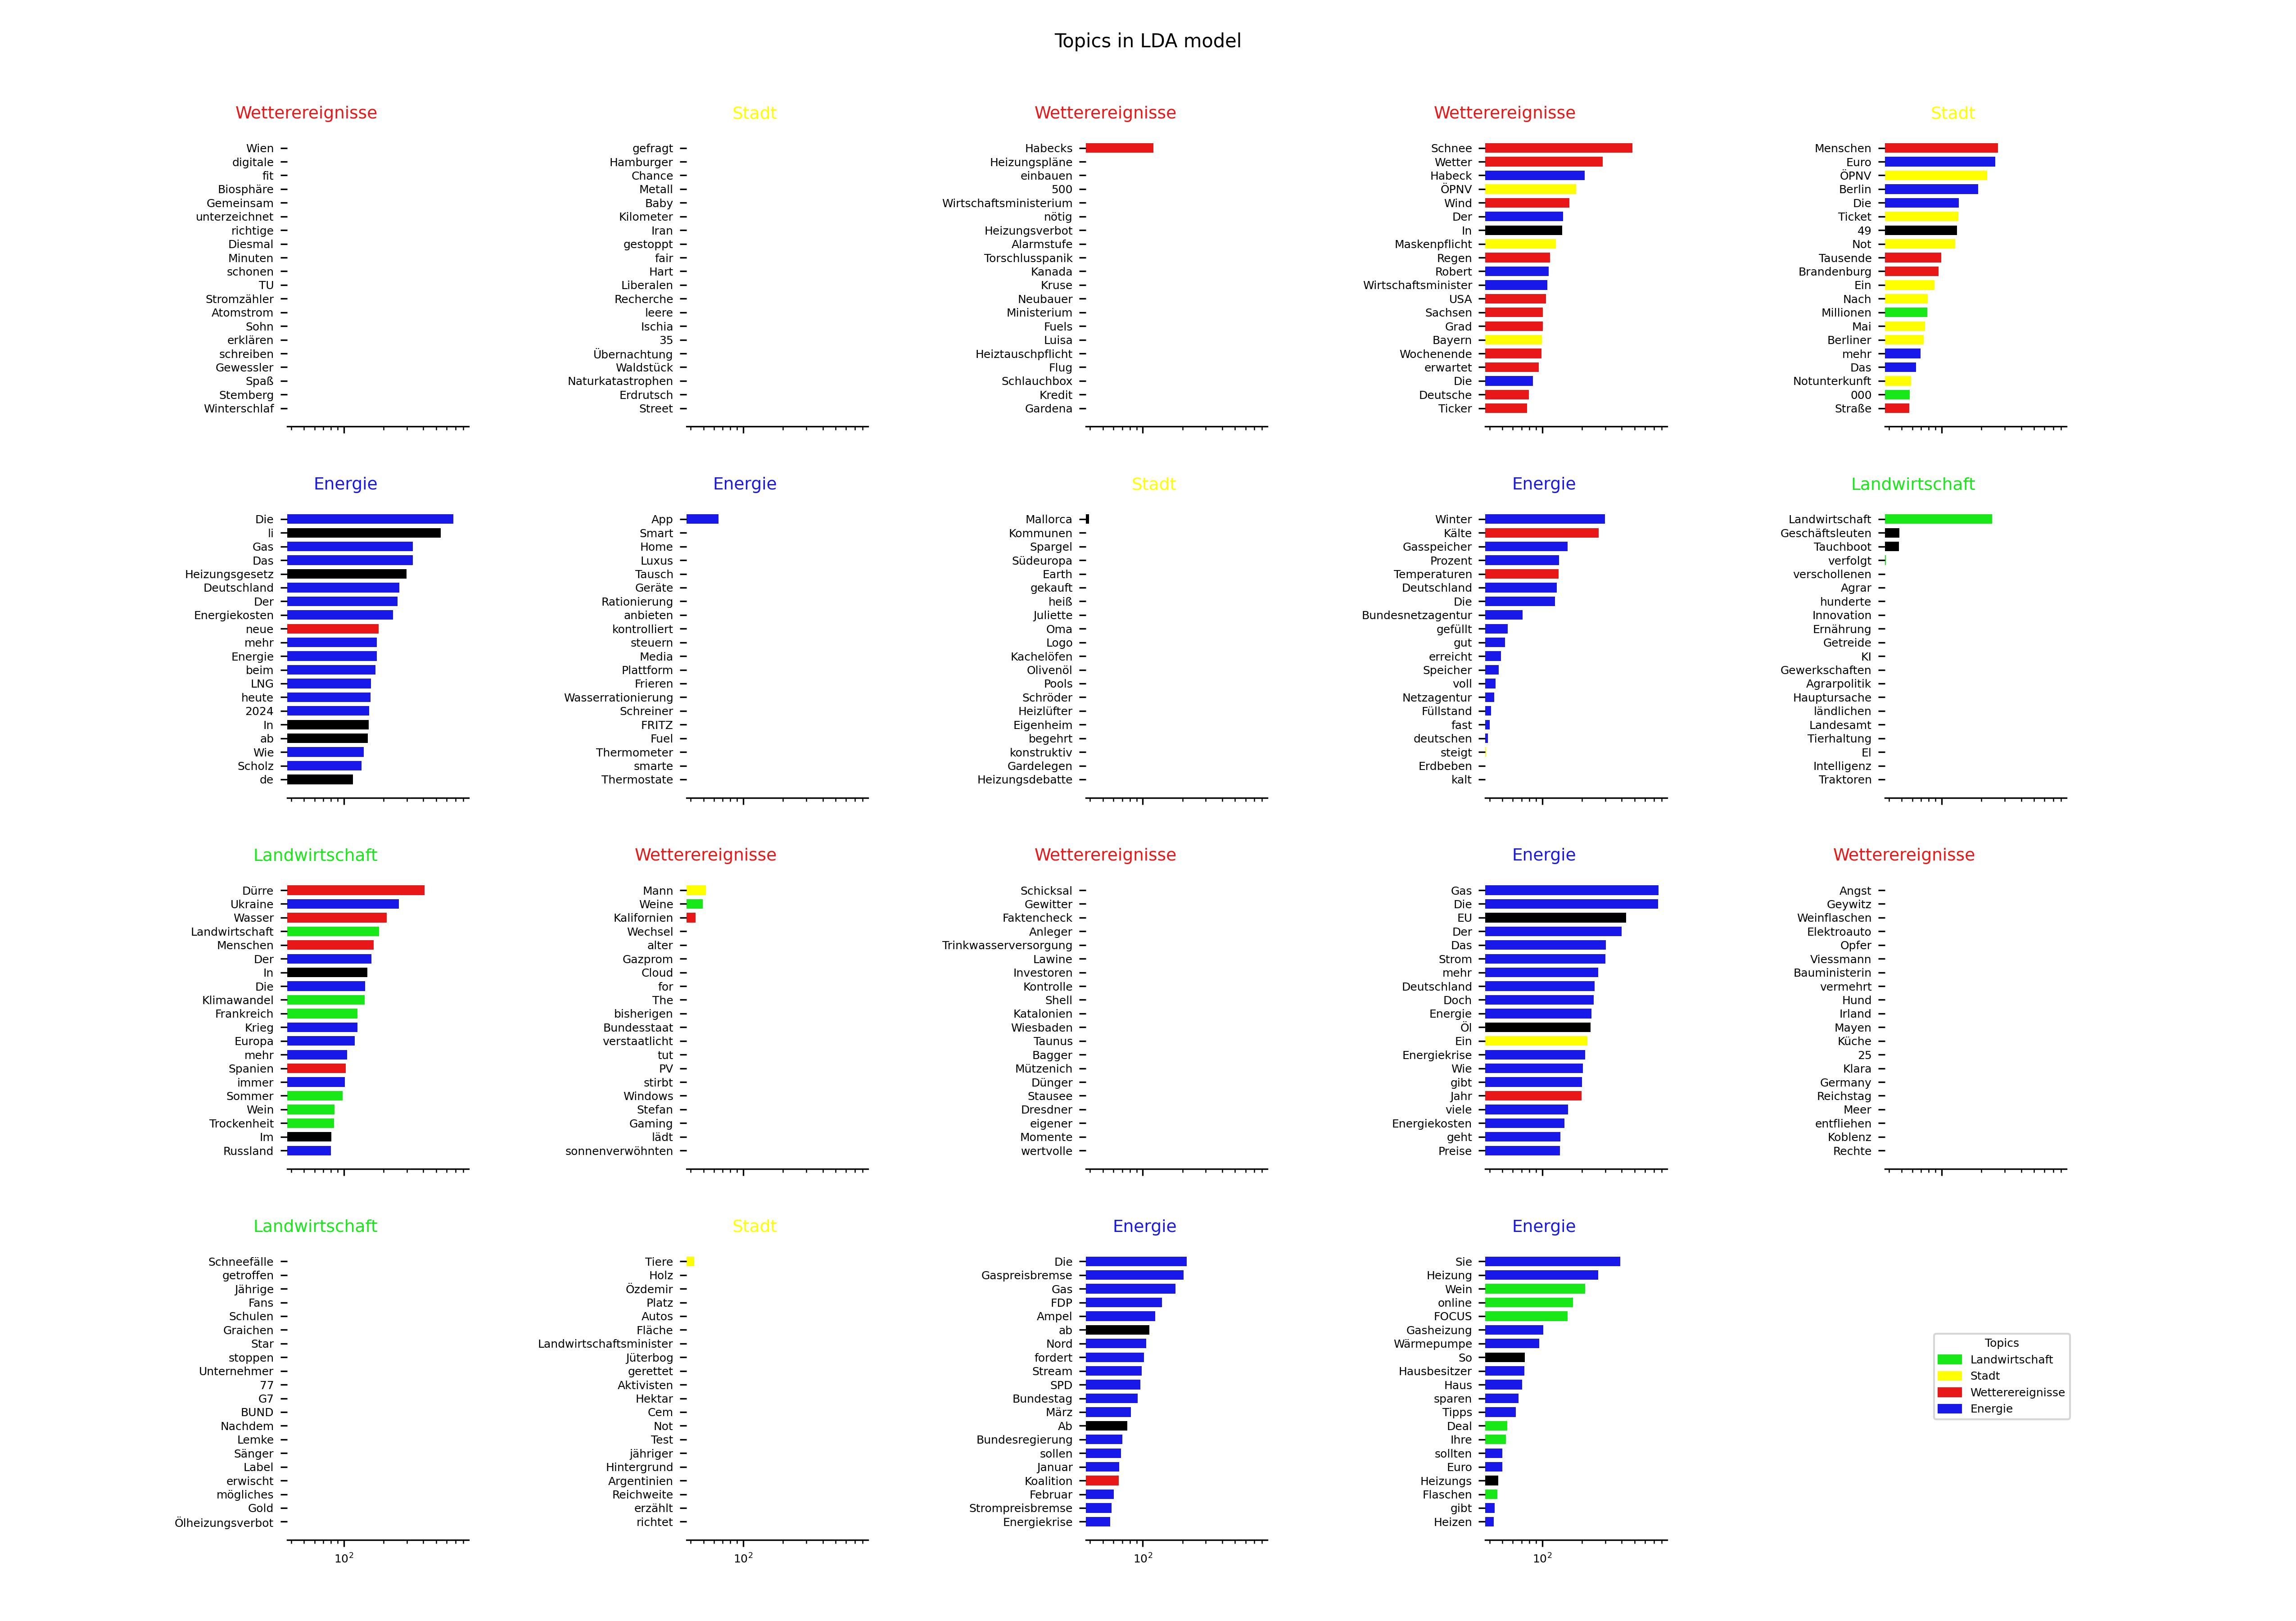 Topics in LDA model
Wetterereignisse
Wien
digitale
fit
Biosphäre
Gemeinsam
unterzeichnet
richtige
Diesmal
Minuten
schonen
TU
Stromzähler
Atomstrom
Sohn
erklären
schreiben
Gewessler
Spaß
Stemberg
Winterschlaf
Stadt
gefragt
Hamburger
Chance
Metall
Baby
Kilometer
Iran
gestoppt
fair
Hart
Liberalen
Recherche
leere
Ischia
35
Übernachtung
Waldstück
Naturkatastrophen
Erdrutsch
Street
Wetterereignisse
Habecks
Heizungspläne
einbauen
500
Wirtschaftsministerium
nötig
Heizungsverbot
Alarmstufe
Torschlusspanik
Kanada
Kruse
Neubauer
Ministerium
Fuels
Luisa
Heiztauschpflicht
Flug
Schlauchbox
Kredit
Gardena
Wetterereignisse
Schnee
Wetter
Habeck
ÖPNV
Wind
Der
In
Maskenpflicht
Regen
Robert
Wirtschaftsminister
USA
Sachsen
Grad
Bayern
Wochenende
erwartet
Die
Deutsche
Ticker
Stadt
Menschen
Euro
ÖPNV
Berlin
Die
Ticket
49
Not
Tausende
Brandenburg
Ein
Nach
Millionen
Mai
Berliner
mehr
Das
Notunterkunft
000
Straße
Energie
Die
li
Gas
Das
Heizungsgesetz
Deutschland
Der
Energiekosten
neue
mehr
Energie
beim
LNG
heute
2024
In
ab
Wie
Scholz
de
Energie
App
Smart
Home
Luxus
Tausch
Geräte
Rationierung
anbieten
kontrolliert
steuern
Media
Plattform
Frieren
Wasserrationierung
Schreiner
FRITZ
Fuel
Thermometer
smarte
Thermostate
Stadt
Mallorca
Kommunen
Spargel
Südeuropa
Earth
gekauft
heiß
Juliette
Oma
Logo
Kachelöfen
Olivenöl
Pools
Schröder
Heizlüfter
Eigenheim
begehrt
konstruktiv
Gardelegen
Heizungsdebatte
Energie
Winter
Kälte
Gasspeicher
Prozent
Temperaturen
Deutschland
Die
Bundesnetzagentur
gefüllt
gut
erreicht
Speicher
voll
Netzagentur
Füllstand
fast
deutschen
steigt
Erdbeben
kalt
Landwirtschaft
Landwirtschaft
Geschäftsleuten
Tauchboot
verfolgt
verschollenen
Agrar
hunderte
Innovation
Ernährung
Getreide
KI
Gewerkschaften
Agrarpolitik
Hauptursache
ländlichen
Landesamt
Tierhaltung
El
Intelligenz
Traktoren
Landwirtschaft
Dürre
Ukraine
Wasser
Landwirtschaft
Menschen
Der
In
Die
Klimawandel
Frankreich
Krieg
Europa
mehr
Spanien
immer
Sommer
Wein
Trockenheit
Im
Russland
Wetterereignisse
Mann
Weine
Kalifornien
Wechsel
alter
Gazprom
Cloud
for
The
bisherigen
Bundesstaat
verstaatlicht
tut
PV
stirbt
Windows
Stefan
Gaming
lädt
sonnenverwöhnten
Wetterereignisse
Schicksal
Gewitter
Faktencheck
Anleger
Trinkwasserversorgung
Lawine
Investoren
Kontrolle
Shell
Katalonien
Wiesbaden
Taunus
Bagger
Mützenich
Dünger
Stausee
Dresdner
eigener
Momente
wertvolle
Energie
Gas
Die
EU
Der
Das
Strom
mehr
Deutschland
Doch
Energie
Öl
Ein
Energiekrise
Wie
gibt
Jahr
viele
Energiekosten
geht
Preise
Wetterereignisse
Angst
Geywitz
Weinflaschen
Elektroauto
Opfer
Viessmann
Bauministerin
vermehrt
Hund
Irland
Mayen
Küche
25
Klara
Germany
Reichstag
Meer
entfliehen
Koblenz
Rechte
Landwirtschaft
Schneefälle
getroffen
Jährige
Fans
Schulen
Graichen
Star
stoppen
Unternehmer
77
G7
BUND
Nachdem
Lemke
Sänger
Label
erwischt
mögliches
Gold
Ölheizungsverbot
10²
Stadt
Tiere
Holz
Özdemir
Platz
Autos
Fläche
Landwirtschaftsminister
Jüterbog
gerettet
Aktivisten
Hektar
Cem
Not
Test
jähriger
Hintergrund
Argentinien
Reichweite
erzählt
richtet
10²
Energie
Die
Gaspreisbremse
Gas
FDP
Ampel
ab
Nord
fordert
Stream
SPD
Bundestag
März
Ab
Bundesregierung
sollen
Januar
Koalition
Februar
Strompreisbremse
Energiekrise
10²
Energie
Sie
Heizung
Wein
online
FOCUS
Gasheizung
Wärmepumpe
So
Hausbesitzer
Haus
sparen
Tipps
Deal
Ihre
sollten
Euro
Heizungs
Flaschen
gibt
Heizen
10²
Topics
Landwirtschaft
Stadt
Wetterereignisse
Energie